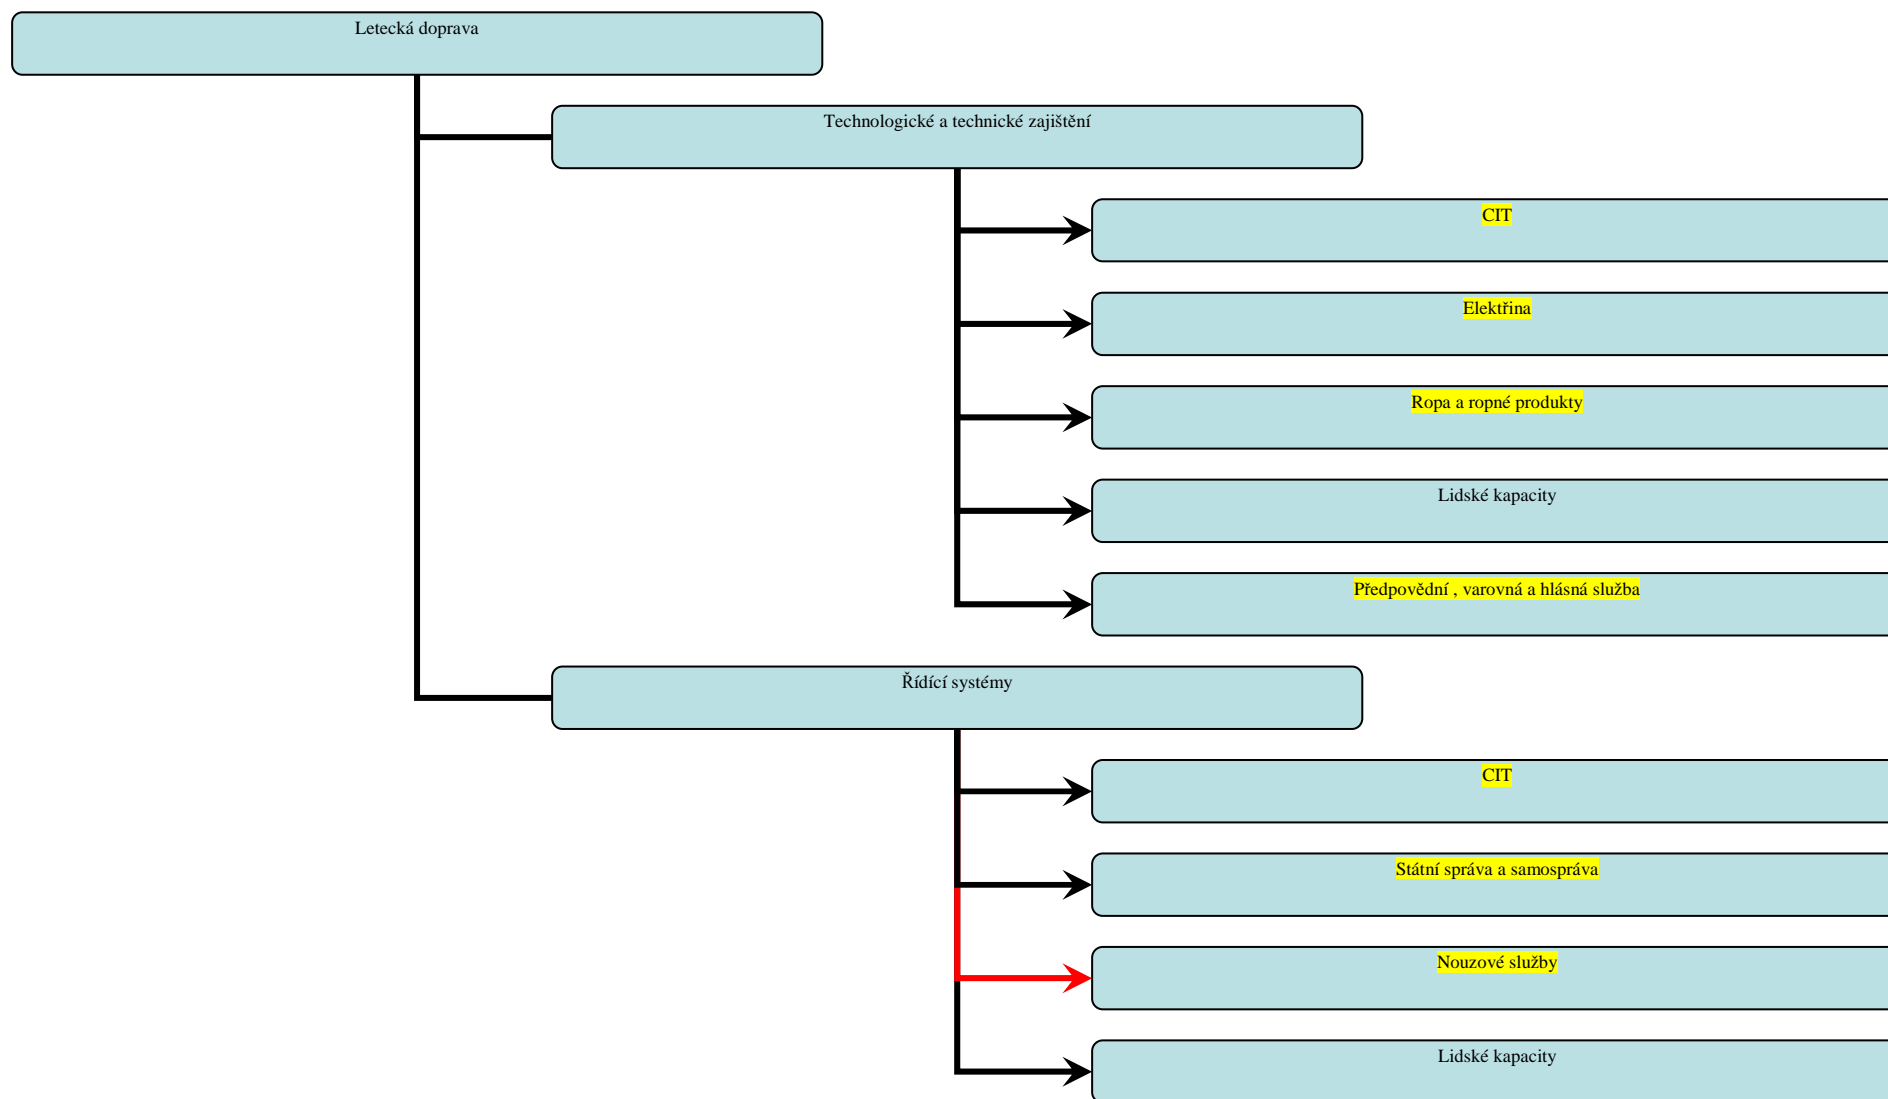 Letecká doprava
Technologické a technické zajištění
CIT
Elektřina
Ropa a ropné produkty
Lidské kapacity
Předpovědní , varovná a hlásná služba
Řídící systémy
CIT
Státní správa a samospráva
Nouzové služby
Lidské kapacity